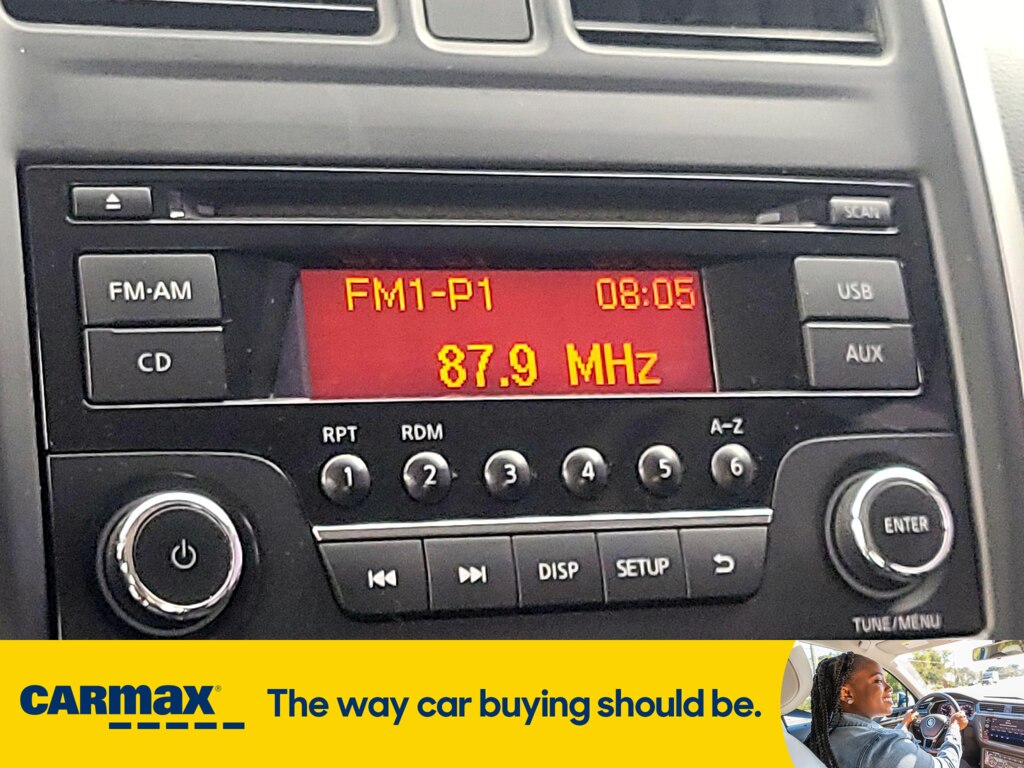 SCAN
FM·AM
FM1-P1 08:05
USB
CD
87.9 MHz
AUX
RPT RDM A-Z
1 2 3 4 5 6
ENTER
DISP SETUP
TUNE/MENU
CARMAX® The way car buying should be.